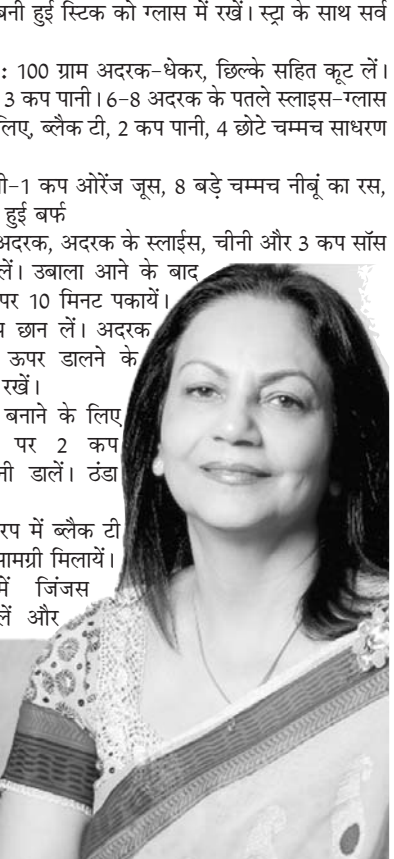 बनी हुई स्टिक को ग्लास में रखें। स्ट्रा के साथ सर्व
: 100 ग्राम अदरक-धेकर, छिल्के सहित कूट लें।
3 कप पानी। 6-8 अदरक के पतले स्लाइस-ग्लास
लिए, ब्लैक टी, 2 कप पानी, 4 छोटे चम्मच साधरण
ी-1 कप ओरेंज जूस, 8 बड़े चम्मच नीबूं का रस,
हुई बर्फ
अदरक, अदरक के स्लाईस, चीनी और 3 कप सॉस
लें। उबाला आने के बाद
पर 10 मिनट पकायें।
छान लें। अदरक
ऊपर डालने के
रखें।
बनाने के लिए
पर 2 कप
नी डालें। ठंडा
रप में ब्लैक टी
ामग्री मिलायें।
में जिंजस
लें और